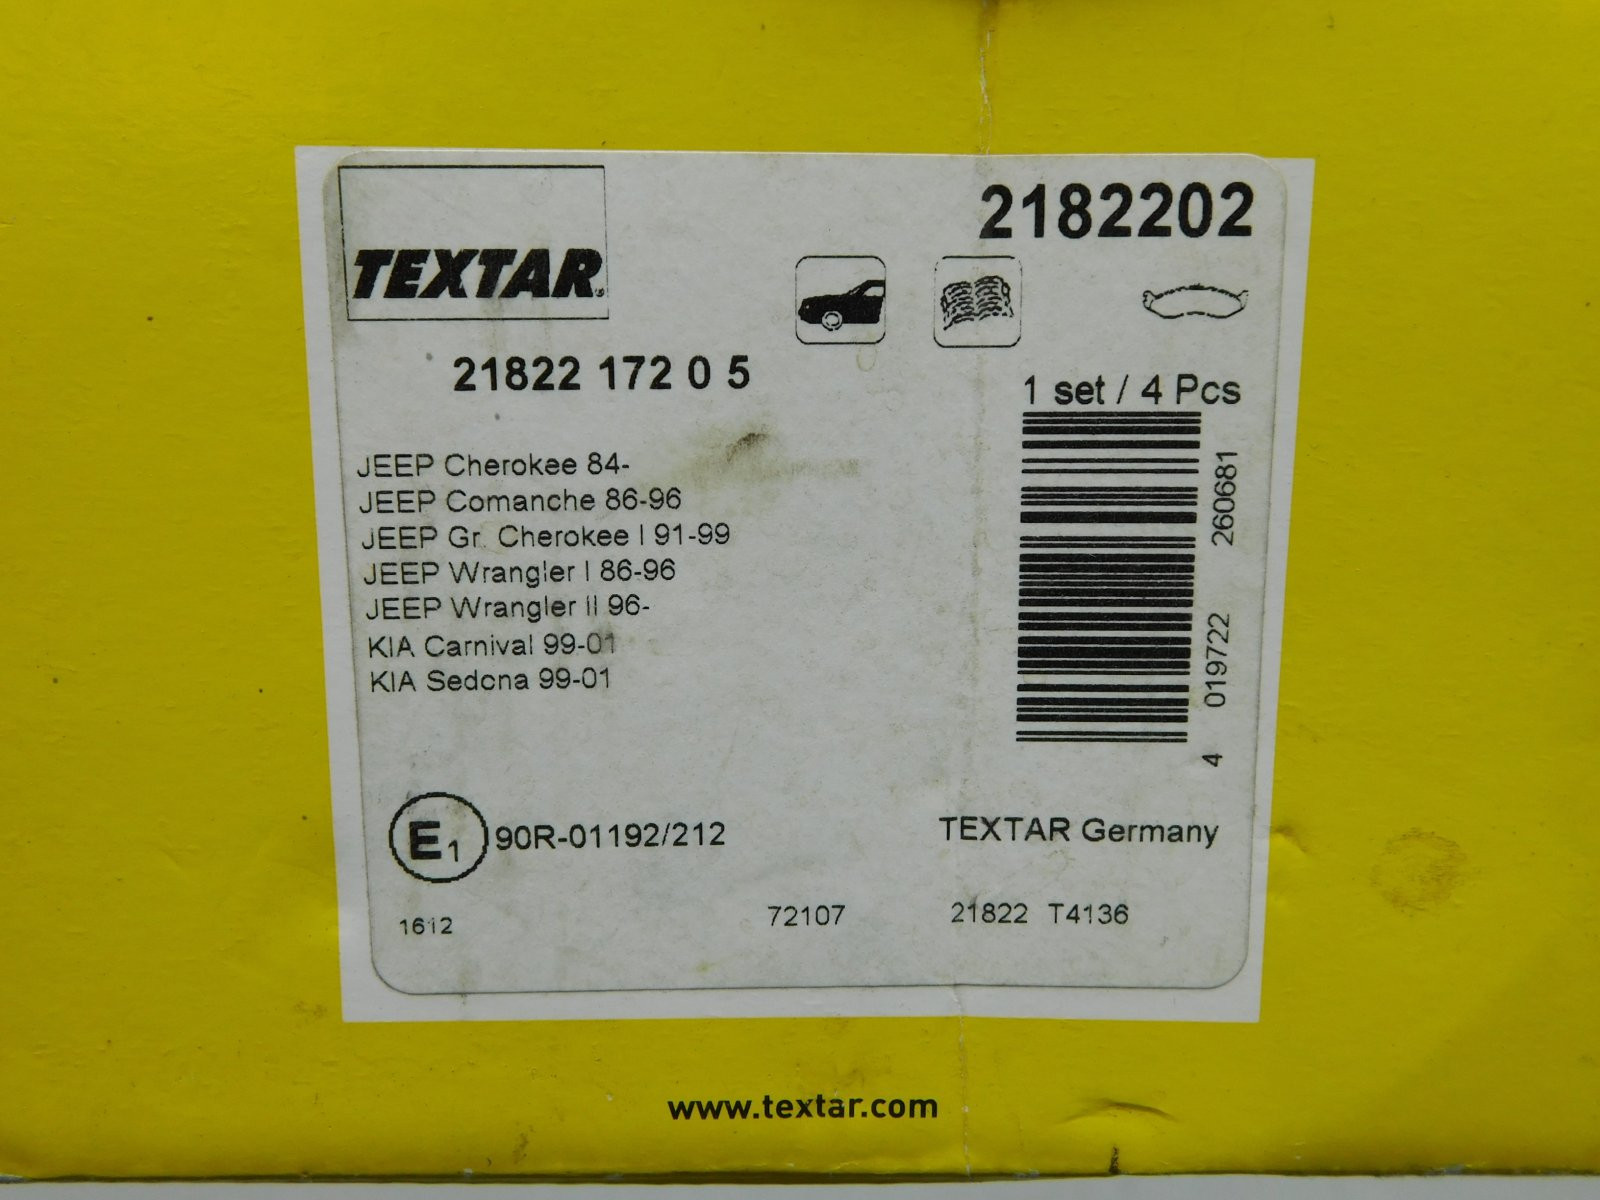 TEXTAR
2182202
21822 172 0 5
1 set / 4 Pcs
JEEP Cherokee 84-
JEEP Comanche 86-96
JEEP Gr. Cherokee I 91-99
JEEP Wrangler I 86-96
JEEP Wrangler II 96-
KIA Carnival 99-01
KIA Sedona 99-01
4 019722 260681
E1 90R-01192/212
TEXTAR Germany
1612
72107
21822 T4136
www.textar.com